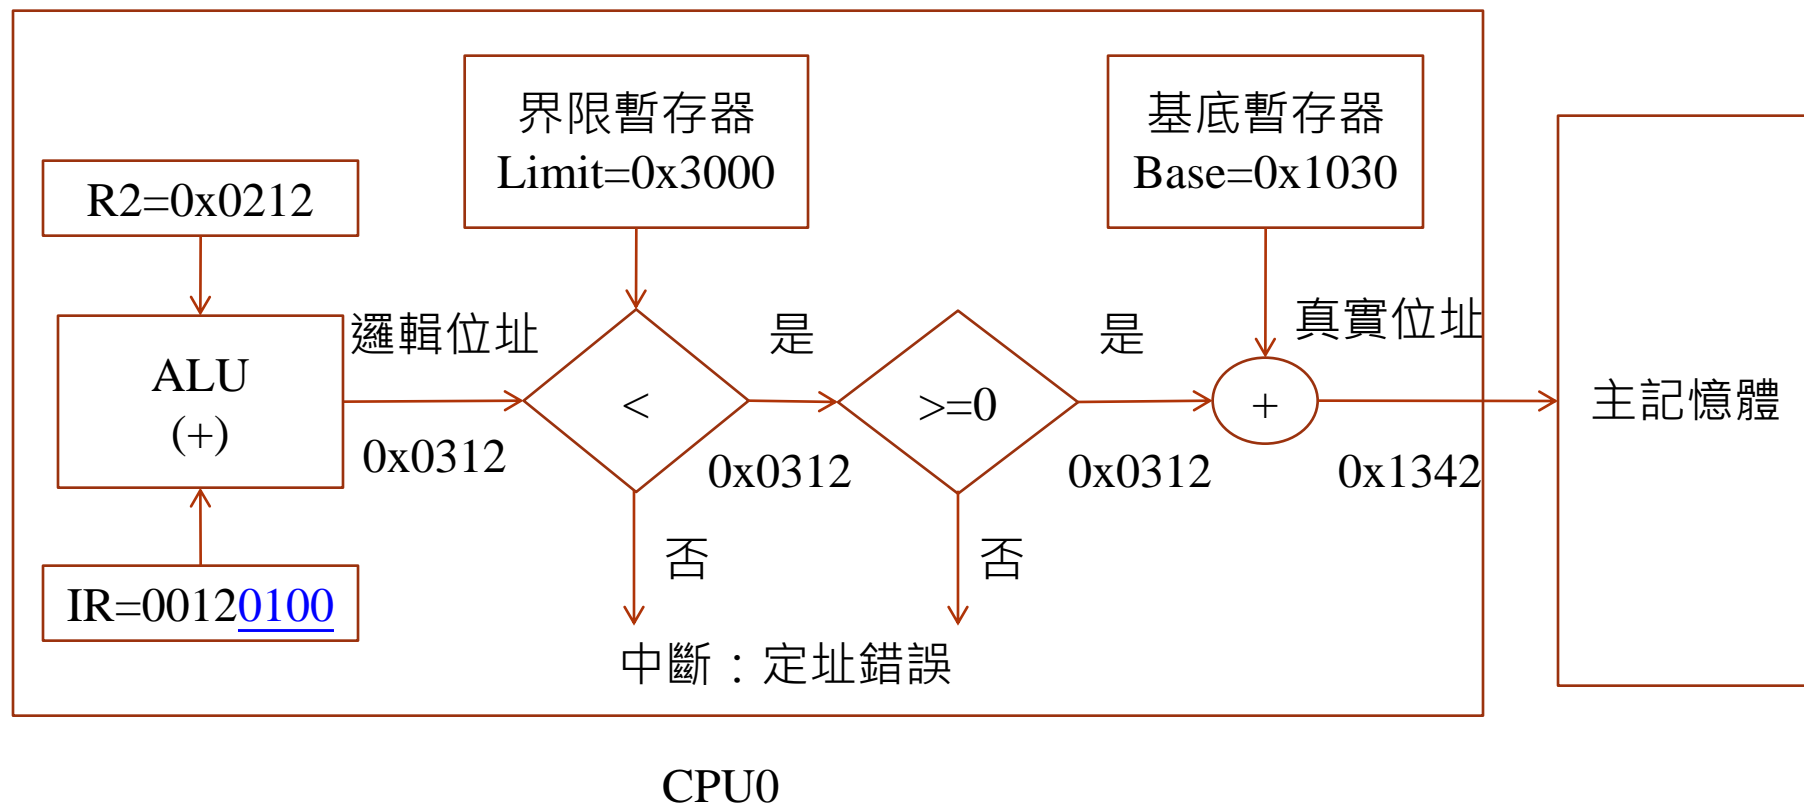 界限暫存器
Limit=0x3000
基底暫存器
Base=0x1030
R2=0x0212
ALU
(+)
IR=00120100
邏輯位址
0x0312
<
是
0x0312
否
>=0
是
0x0312
否
中斷：定址錯誤
+
真實位址
0x1342
主記憶體
CPU0